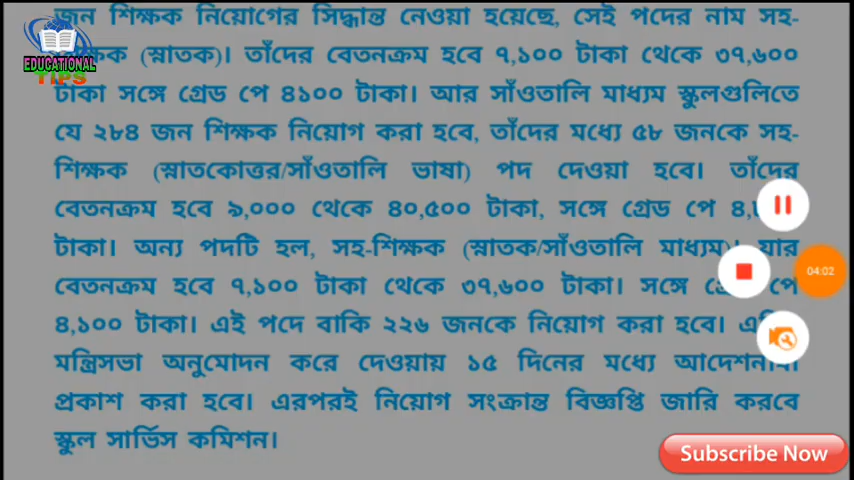 জন শিক্ষক নিয়োগের সিদ্ধান্ত নেওয়া হয়েছে, সেই পদের নাম সহ-
(স্নাতক)। তাঁদের বেতনক্রম হবে ৭,১০০ টাকা থেকে ৩৭,৬০০
EDUCATIONAL
TIPS
টাকা সঙ্গে গ্রেড পে ৪১০০ টাকা। আর সাঁওতালি মাধ্যম স্কুলগুলিতে
যে ২৮৪ জন শিক্ষক নিয়োগ করা হবে, তাঁদের মধ্যে ৫৮ জনকে সহ-
শিক্ষক (স্নাতকোত্তর/সাঁওতালি ভাষা) পদ দেওয়া হবে। তাঁদের
বেতনক্রম হবে ৯,০০০ থেকে ৪০,৫০০ টাকা, সঙ্গে গ্রেড পে
টাকা। অন্য পদটি হল, সহ-শিক্ষক (স্নাতক/সাঁওতালি মাধ্যম)। যার
বেতনক্রম হবে ৭,১০০ টাকা থেকে ৩৭,৬০০ টাকা। সঙ্গে পে
04:02
৪,১০০ টাকা। এই পদে বাকি ২২৬ জনকে নিয়োগ করা হবে।
মন্ত্রিসভা অনুমোদন করে দেওয়ায় ১৫ দিনের মধ্যে আদেশনামা
প্রকাশ করা হবে। এরপরই নিয়োগ সংক্রান্ত বিজ্ঞপ্তি জারি করবে
স্কুল সার্ভিস কমিশন।
Subscribe Now